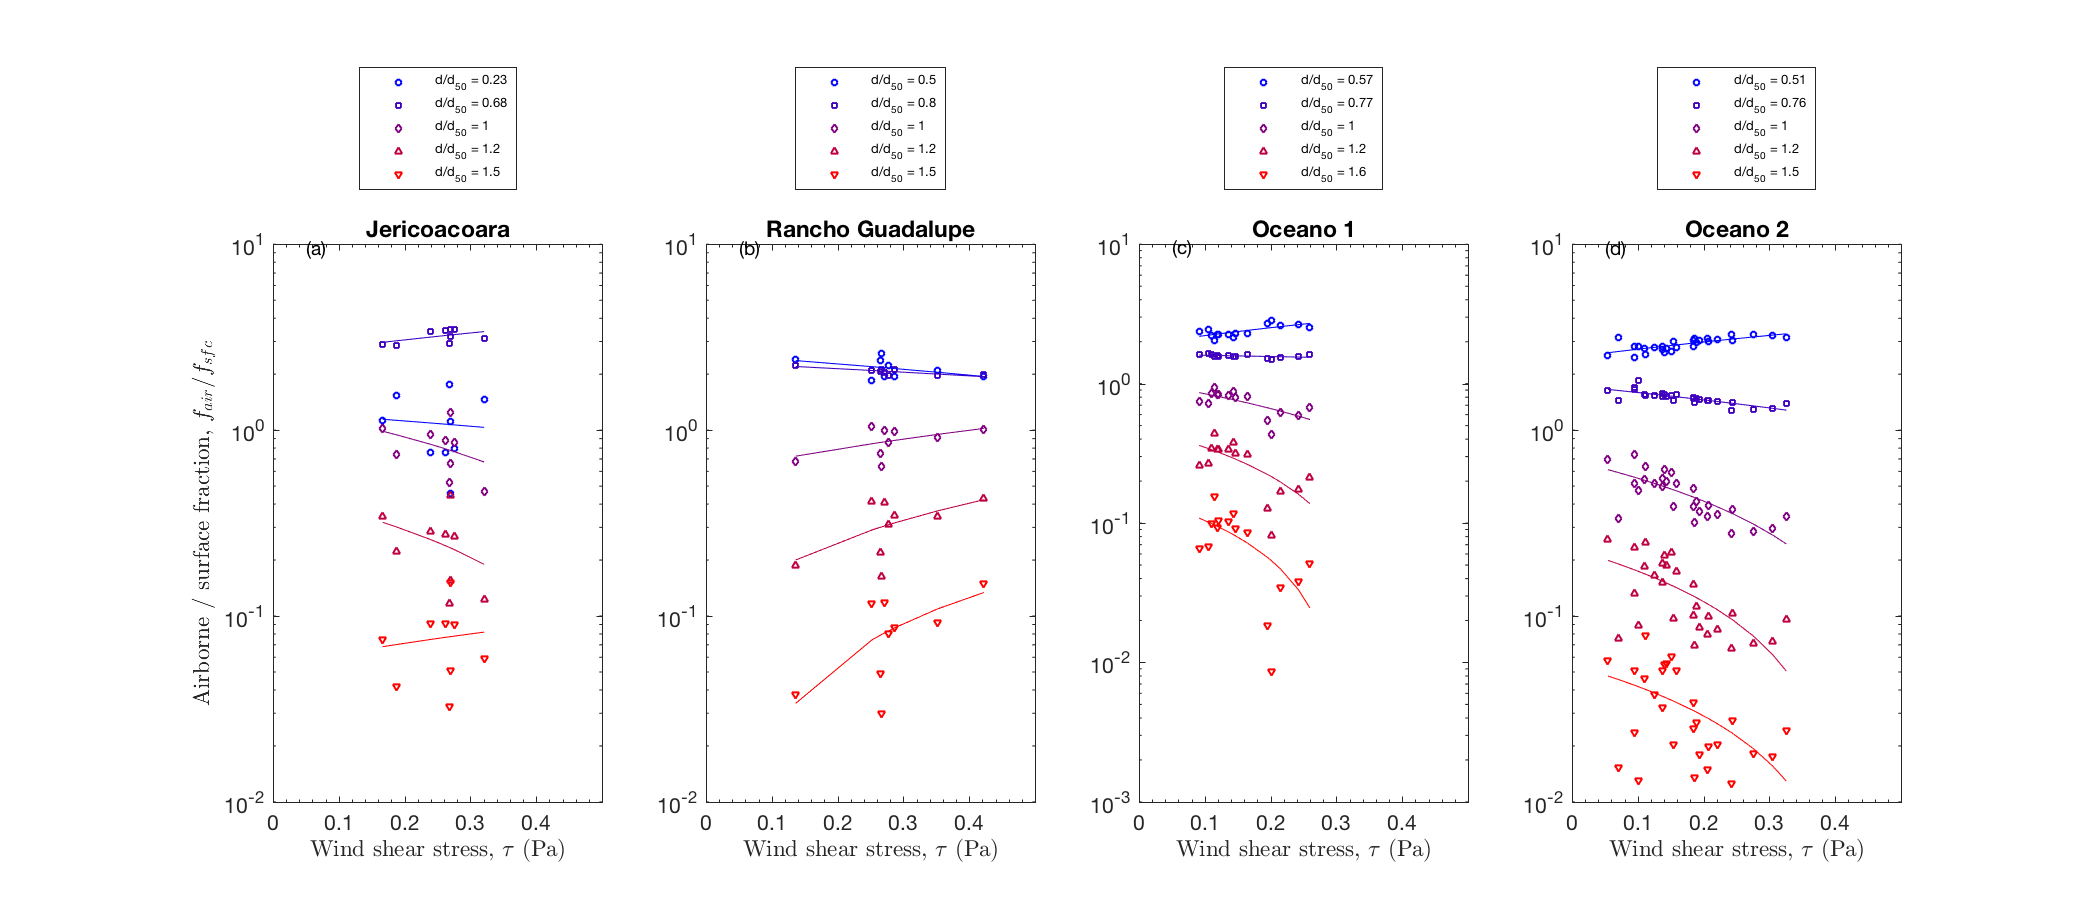 d/d50 = 0.23
d/d50 = 0.68
d/d50 = 1
d/d50 = 1.2
d/d50 = 1.5
d/d50 = 0.5
d/d50 = 0.8
d/d50 = 1
d/d50 = 1.2
d/d50 = 1.5
d/d50 = 0.57
d/d50 = 0.77
d/d50 = 1
d/d50 = 1.2
d/d50 = 1.6
d/d50 = 0.51
d/d50 = 0.76
d/d50 = 1
d/d50 = 1.2
d/d50 = 1.5
Airborne / surface fraction, f_air/f_sfc
Jericoacoara
(a)
10^1
10^0
10^-1
10^-2
0 0.1 0.2 0.3 0.4
Wind shear stress, τ (Pa)
Rancho Guadalupe
(b)
10^1
10^0
10^-1
10^-2
0 0.1 0.2 0.3 0.4
Wind shear stress, τ (Pa)
Oceano 1
(c)
10^1
10^0
10^-1
10^-2
10^-3
0 0.1 0.2 0.3 0.4
Wind shear stress, τ (Pa)
Oceano 2
(d)
10^1
10^0
10^-1
10^-2
0 0.1 0.2 0.3 0.4
Wind shear stress, τ (Pa)